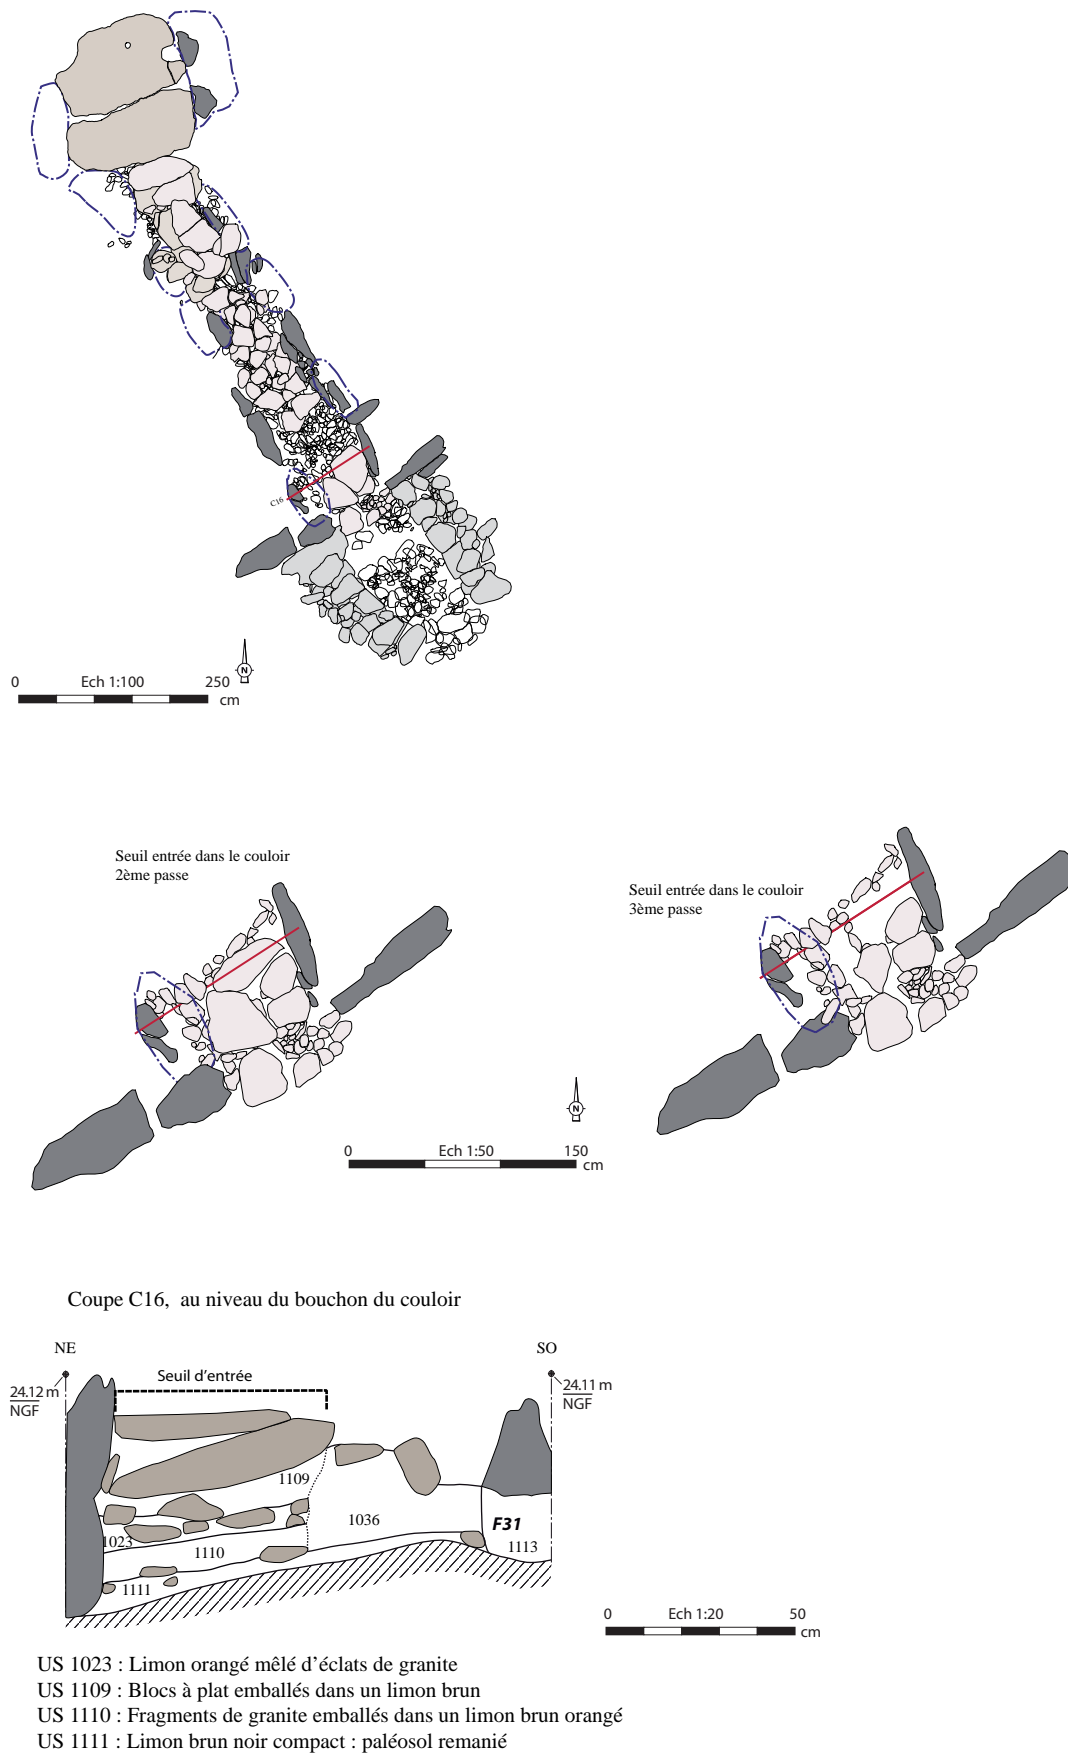 C16
N
0 Ech 1:100 250
cm
Seuil entrée dans le couloir
2ème passe
Seuil entrée dans le couloir
3ème passe
N
0 Ech 1:50 150
cm
Coupe C16, au niveau du bouchon du couloir
NE SO
Seuil d'entrée
24.12 m
NGF
24.11 m
NGF
1109
1036
F31
1023
1110
1113
1111
0 Ech 1:20 50
cm
US 1023 : Limon orangé mêlé d'éclats de granite
US 1109 : Blocs à plat emballés dans un limon brun
US 1110 : Fragments de granite emballés dans un limon brun orangé
US 1111 : Limon brun noir compact : paléosol remanié